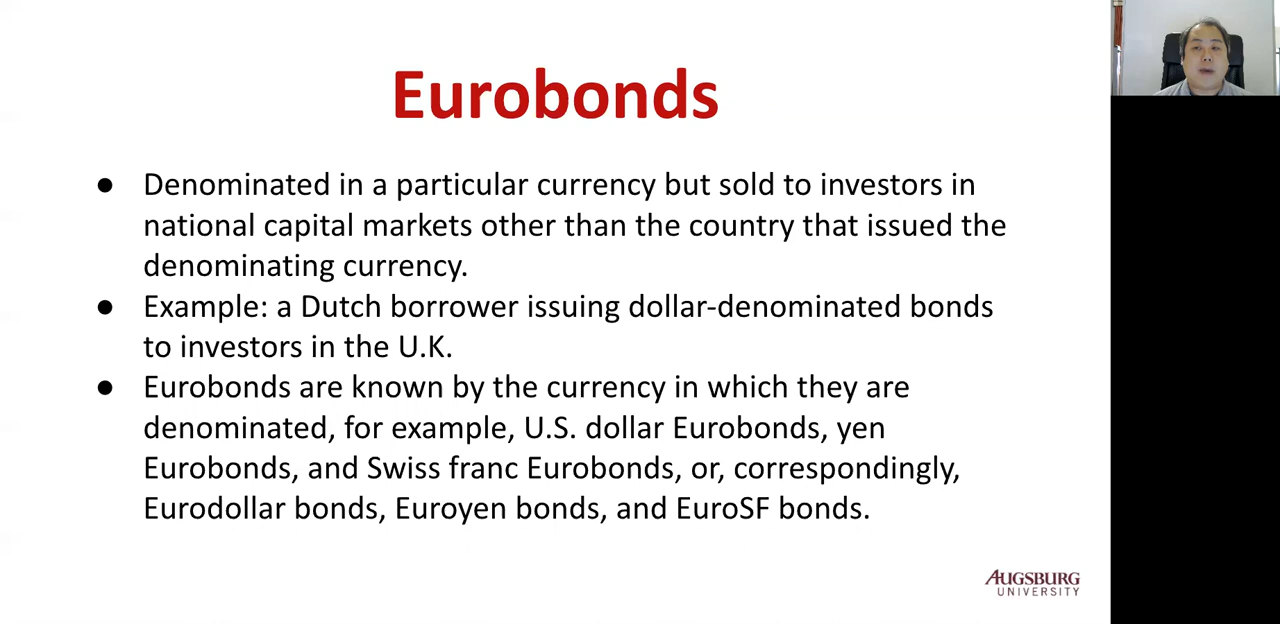 Eurobonds
● Denominated in a particular currency but sold to investors in
national capital markets other than the country that issued the
denominating currency.
● Example: a Dutch borrower issuing dollar-denominated bonds
to investors in the U.K.
● Eurobonds are known by the currency in which they are
denominated, for example, U.S. dollar Eurobonds, yen
Eurobonds, and Swiss franc Eurobonds, or, correspondingly,
Eurodollar bonds, Euroyen bonds, and EuroSF bonds.
AUGSBURG
UNIVERSITY